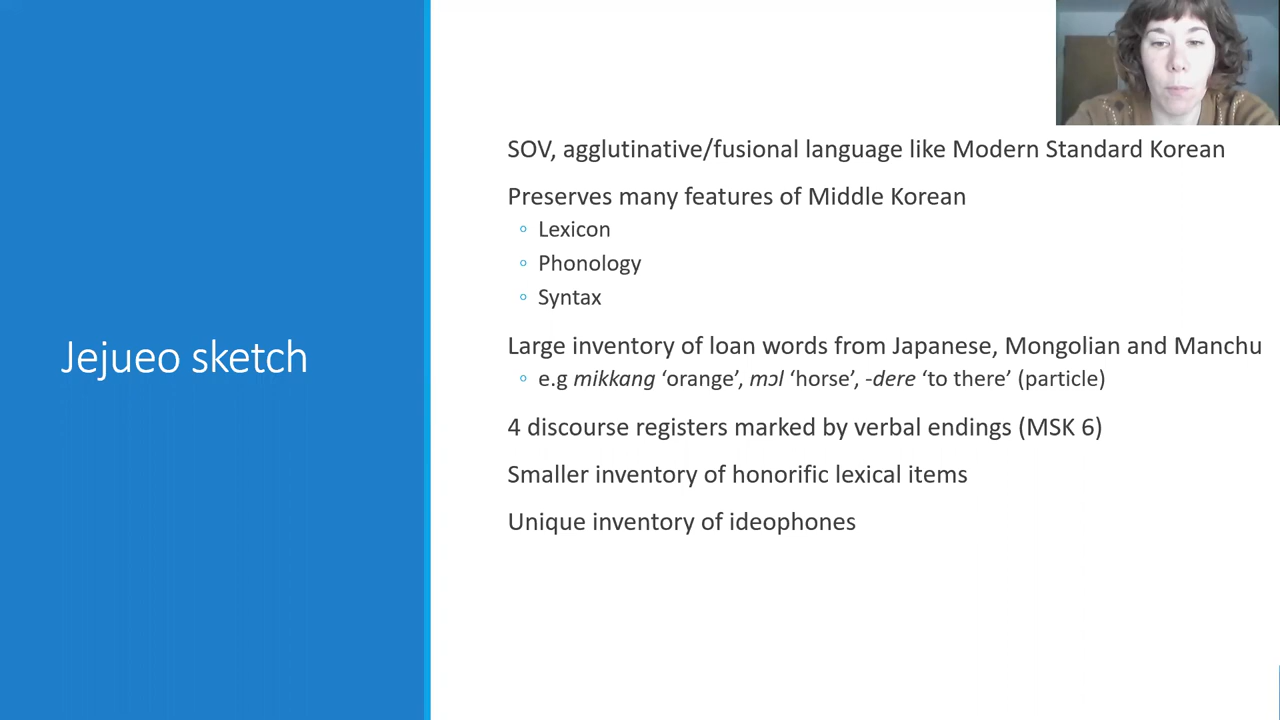 Jejueo sketch
SOV, agglutinative/fusional language like Modern Standard Korean
Preserves many features of Middle Korean
◦ Lexicon
◦ Phonology
◦ Syntax
Large inventory of loan words from Japanese, Mongolian and Manchu
◦ e.g mikkang ‘orange’, mɔl ‘horse’, -dere ‘to there’ (particle)
4 discourse registers marked by verbal endings (MSK 6)
Smaller inventory of honorific lexical items
Unique inventory of ideophones